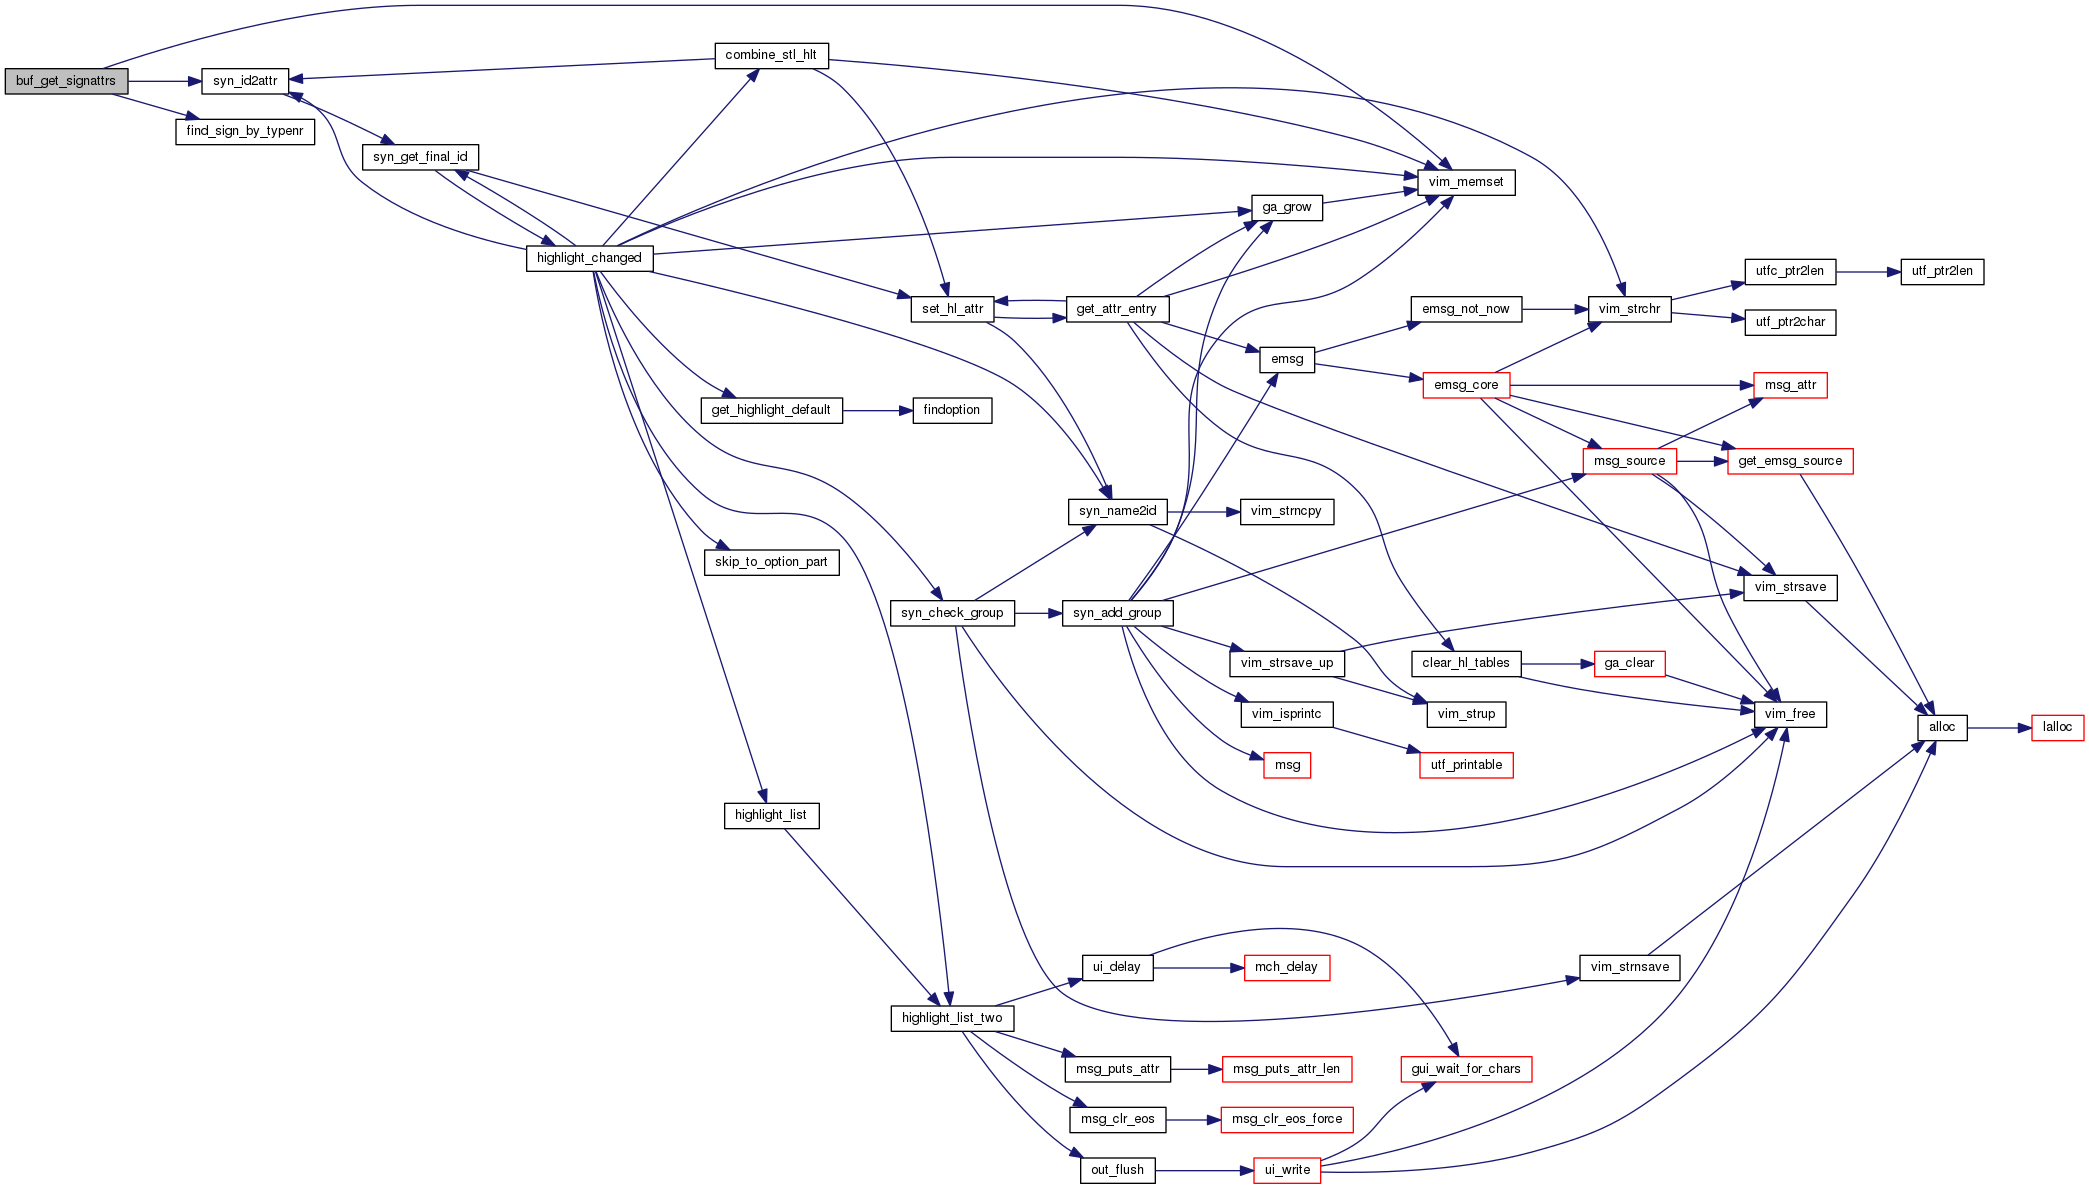 buf_get_signattrs
syn_id2attr
find_sign_by_typenr
syn_get_final_id
highlight_changed
combine_stl_hlt
set_hl_attr
get_highlight_default
findoption
skip_to_option_part
syn_check_group
highlight_list
highlight_list_two
get_attr_entry
syn_name2id
syn_add_group
ui_delay
msg_puts_attr
msg_clr_eos
out_flush
ga_grow
emsg
vim_strncpy
vim_strsave_up
vim_isprintc
msg
mch_delay
msg_puts_attr_len
msg_clr_eos_force
ui_write
vim_memset
emsg_not_now
emsg_core
clear_hl_tables
vim_strup
utf_printable
gui_wait_for_chars
vim_strchr
msg_source
ga_clear
vim_strnsave
utfc_ptr2len
utf_ptr2char
msg_attr
get_emsg_source
vim_strsave
vim_free
utf_ptr2len
alloc
lalloc